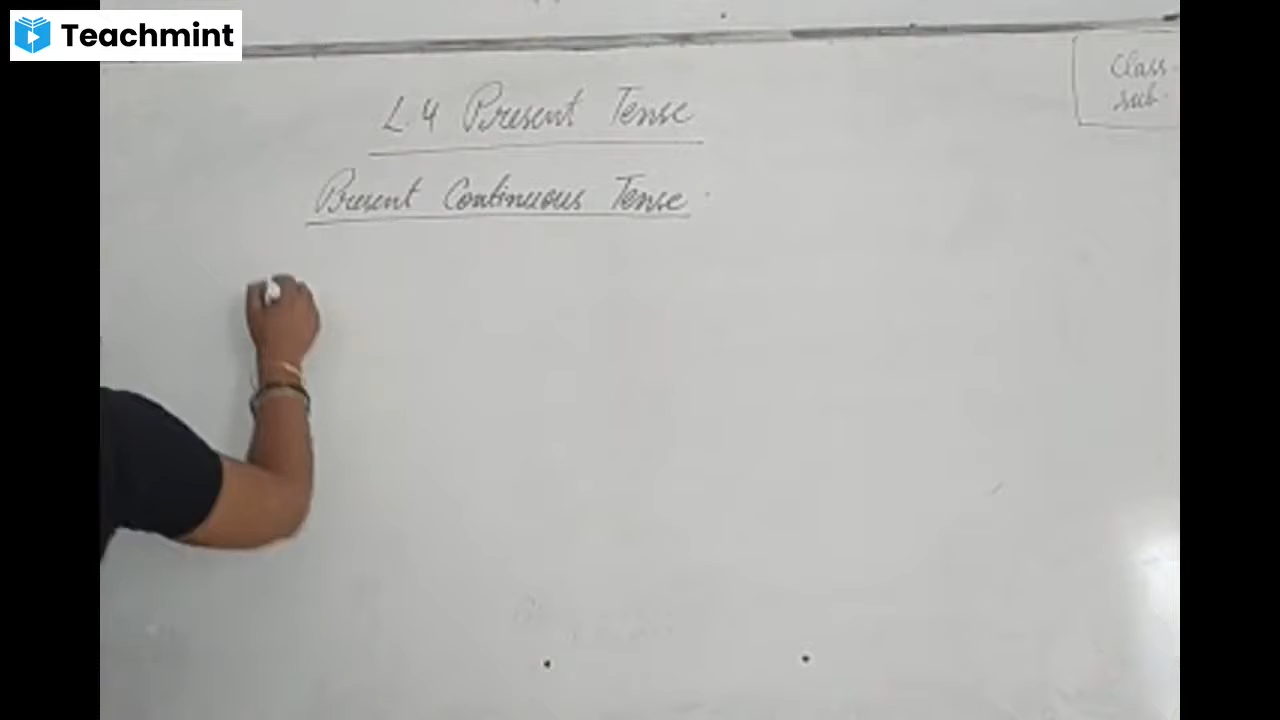 Teachmint
L.4 Present Tense
Present Continuous Tense.
Class-
sub-